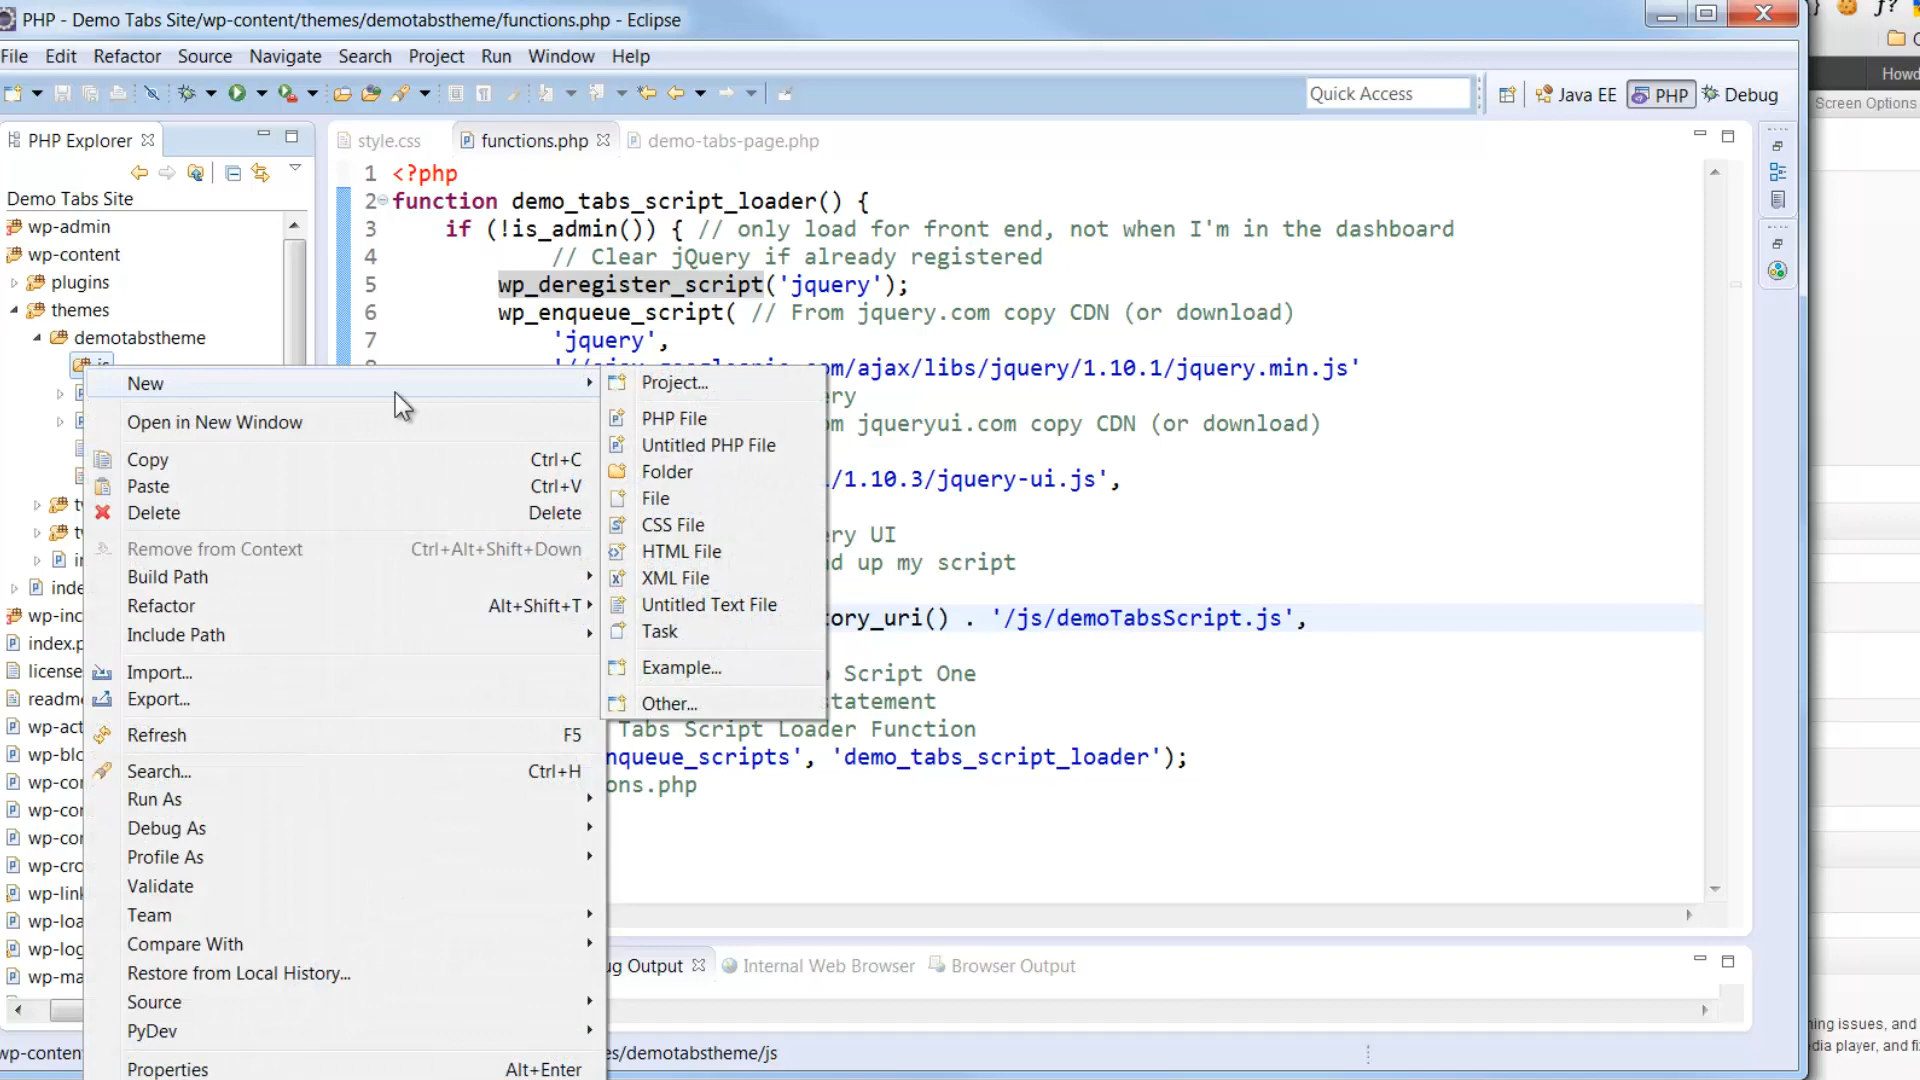 PHP - Demo Tabs Site/wp-content/themes/demotabstheme/functions.php - Eclipse
File Edit Refactor Source Navigate Search Project Run Window Help
Quick Access
Java EE
PHP
Debug
Howd
Screen Options
PHP Explorer
style.css
functions.php
demo-tabs-page.php
Demo Tabs Site
wp-admin
wp-content
plugins
themes
demotabstheme
js
inde
wp-inc
index.p
license
readme
wp-act
wp-blo
wp-cor
wp-cor
wp-cor
wp-cro
wp-link
wp-loa
wp-log
wp-ma
1 <?php
2 function demo_tabs_script_loader() {
3 if (!is_admin()) { // only load for front end, not when I'm in the dashboard
4 // Clear jQuery if already registered
5 wp_deregister_script('jquery');
6 wp_enqueue_script( // From jquery.com copy CDN (or download)
7 'jquery',
m/ajax/libs/jquery/1.10.1/jquery.min.js'
ry
m jqueryui.com copy CDN (or download)
/1.10.3/jquery-ui.js',
ry UI
d up my script
ory_uri() . '/js/demoTabsScript.js',
Script One
statement
Tabs Script Loader Function
nqueue_scripts', 'demo_tabs_script_loader');
ons.php
New
Open in New Window
Copy Ctrl+C
Paste Ctrl+V
Delete Delete
Remove from Context Ctrl+Alt+Shift+Down
Build Path
Refactor Alt+Shift+T
Include Path
Import...
Export...
Refresh F5
Search... Ctrl+H
Run As
Debug As
Profile As
Validate
Team
Compare With
Restore from Local History...
Source
PyDev
Properties Alt+Enter
Project...
PHP File
Untitled PHP File
Folder
File
CSS File
HTML File
XML File
Untitled Text File
Task
Example...
Other...
ug Output
Internal Web Browser
Browser Output
wp-conten
es/demotabstheme/js
ning issues, and
dia player, and fi